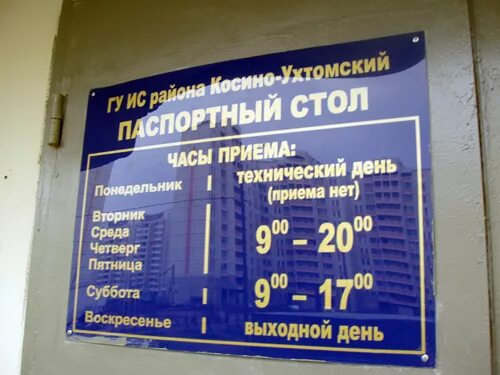 ГУ ИС района Косино-Ухтомский
ПАСПОРТНЫЙ СТОЛ
ЧАСЫ ПРИЕМА:
Понедельник технический день
(приема нет)
Вторник
Среда
Четверг
Пятница
9⁰⁰ – 20⁰⁰
Суббота 9⁰⁰ – 17⁰⁰
Воскресенье выходной день